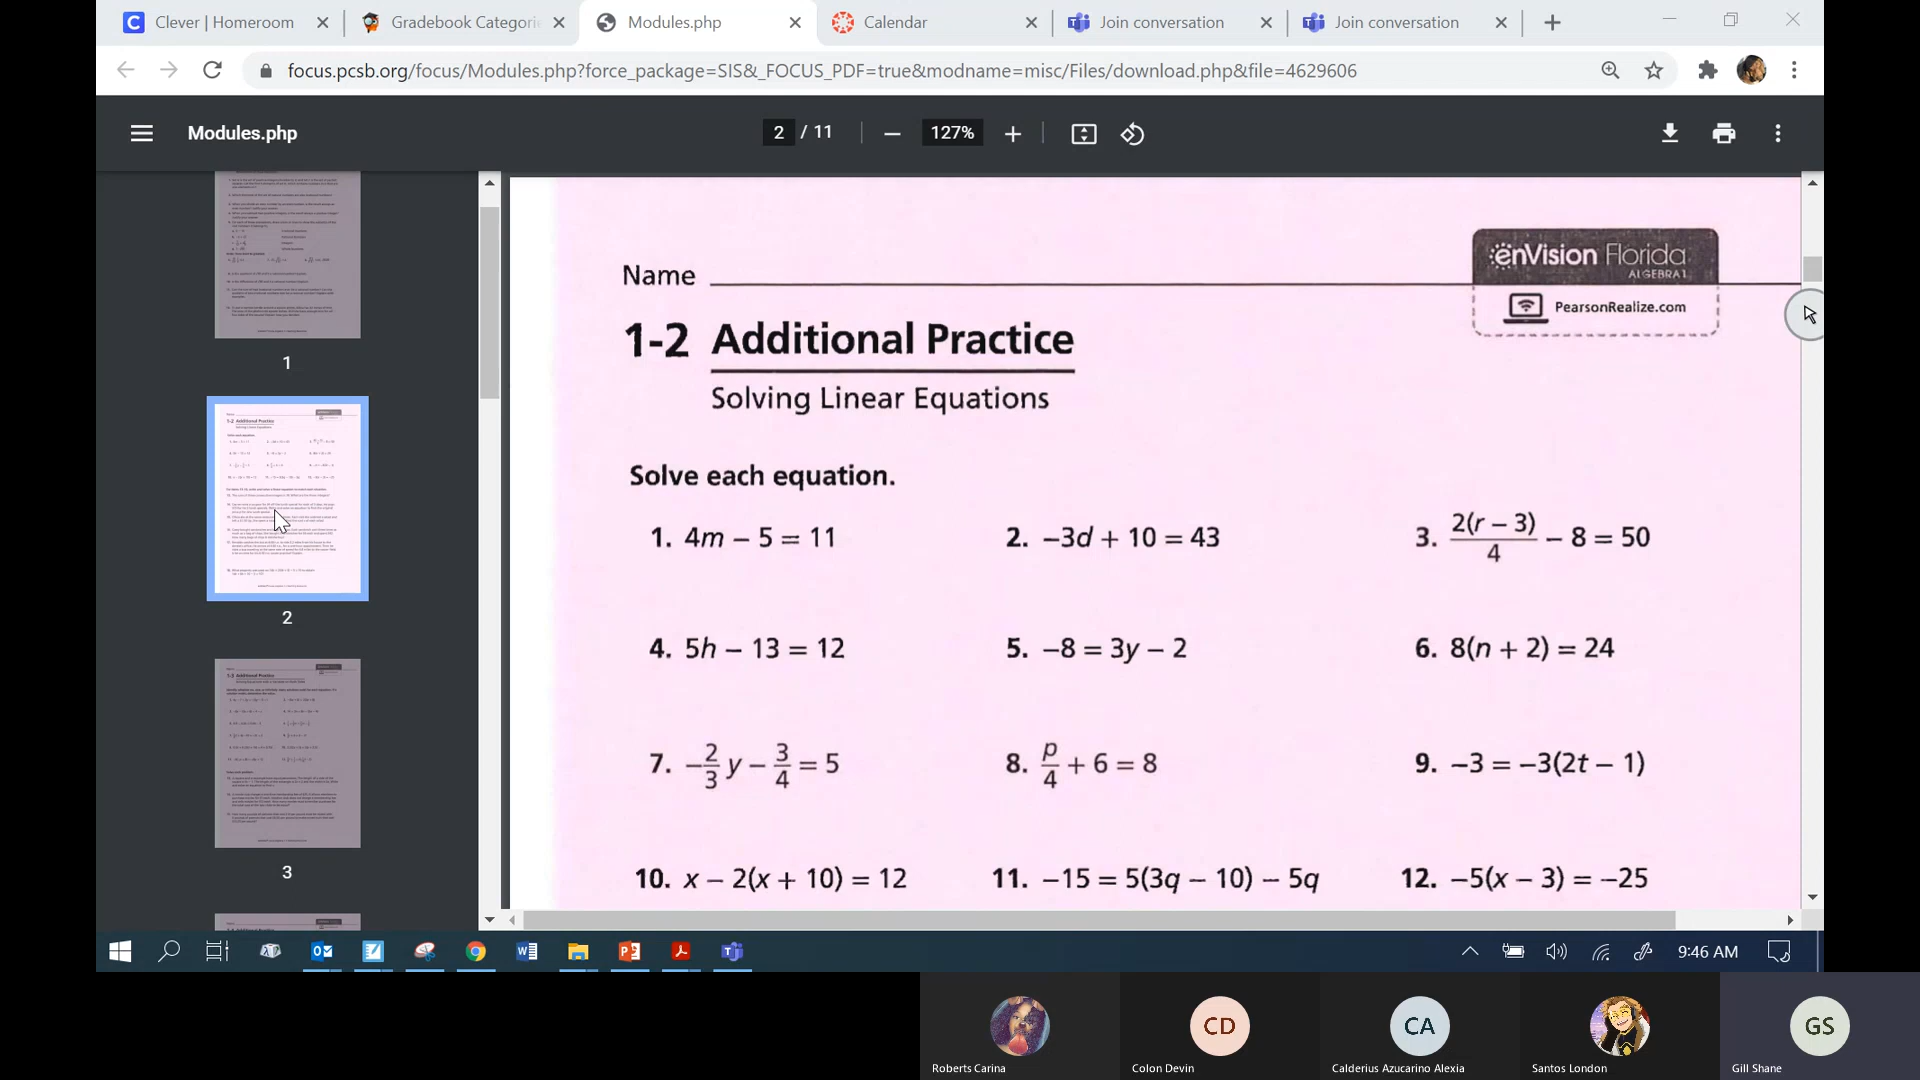 Clever | Homeroom
Gradebook Categorie
Modules.php
Calendar
Join conversation
Join conversation
focus.pcsb.org/focus/Modules.php?force_package=SIS&_FOCUS_PDF=true&modname=misc/Files/download.php&file=4629606
Modules.php
2 / 11
127%
1
2
3
Name
enVision Florida
ALGEBRA 1
PearsonRealize.com
1-2 Additional Practice
Solving Linear Equations
Solve each equation.
1. 4m − 5 = 11
2. −3d + 10 = 43
3. 2(r − 3)/4 − 8 = 50
4. 5h − 13 = 12
5. −8 = 3y − 2
6. 8(n + 2) = 24
7. −2/3 y − 3/4 = 5
8. p/4 + 6 = 8
9. −3 = −3(2t − 1)
10. x − 2(x + 10) = 12
11. −15 = 5(3q − 10) − 5q
12. −5(x − 3) = −25
9:46 AM
CD
CA
GS
Roberts Carina
Colon Devin
Calderius Azucarino Alexia
Santos London
Gill Shane